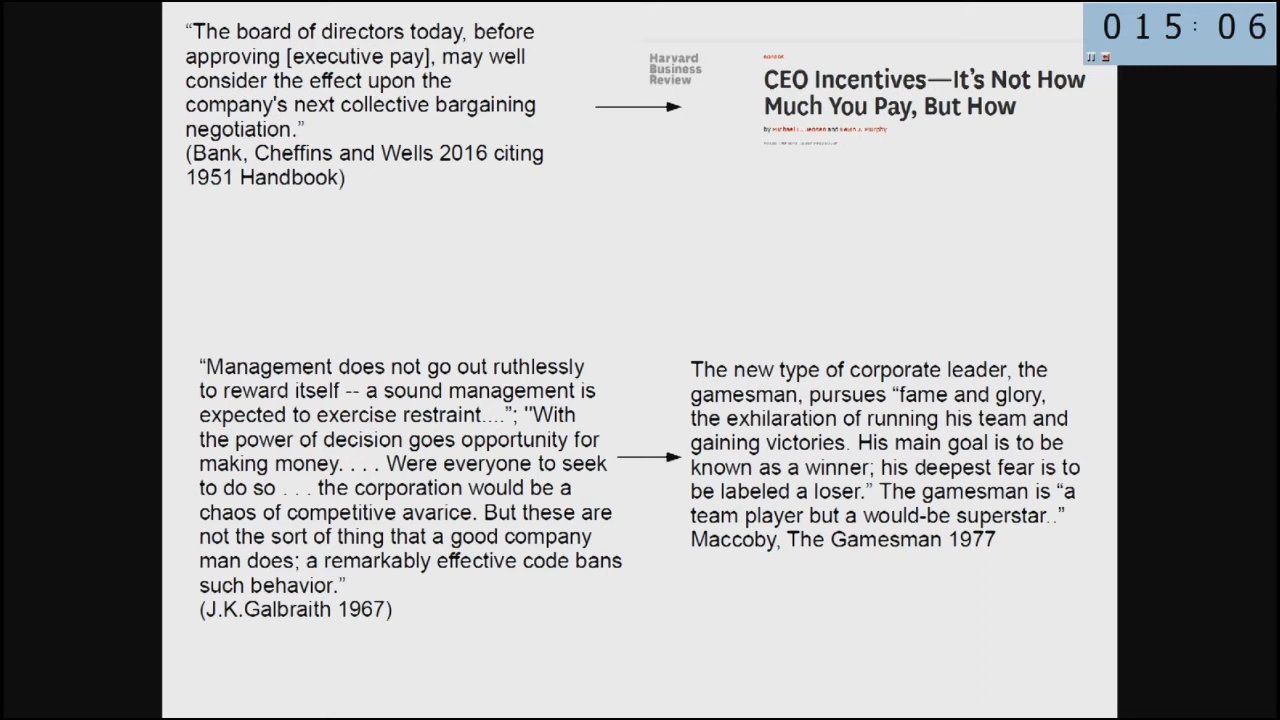 “The board of directors today, before
approving [executive pay], may well
consider the effect upon the
company's next collective bargaining
negotiation.”
(Bank, Cheffins and Wells 2016 citing
1951 Handbook)
Harvard
Business
Review
CEO Incentives—It’s Not How
Much You Pay, But How
by Michael C. Jensen and Kevin J. Murphy
015:06
“Management does not go out ruthlessly
to reward itself -- a sound management is
expected to exercise restraint....”; "With
the power of decision goes opportunity for
making money. . . . Were everyone to seek
to do so . . . the corporation would be a
chaos of competitive avarice. But these are
not the sort of thing that a good company
man does; a remarkably effective code bans
such behavior.”
(J.K.Galbraith 1967)
The new type of corporate leader, the
gamesman, pursues “fame and glory,
the exhilaration of running his team and
gaining victories. His main goal is to be
known as a winner; his deepest fear is to
be labeled a loser.” The gamesman is “a
team player but a would-be superstar..”
Maccoby, The Gamesman 1977